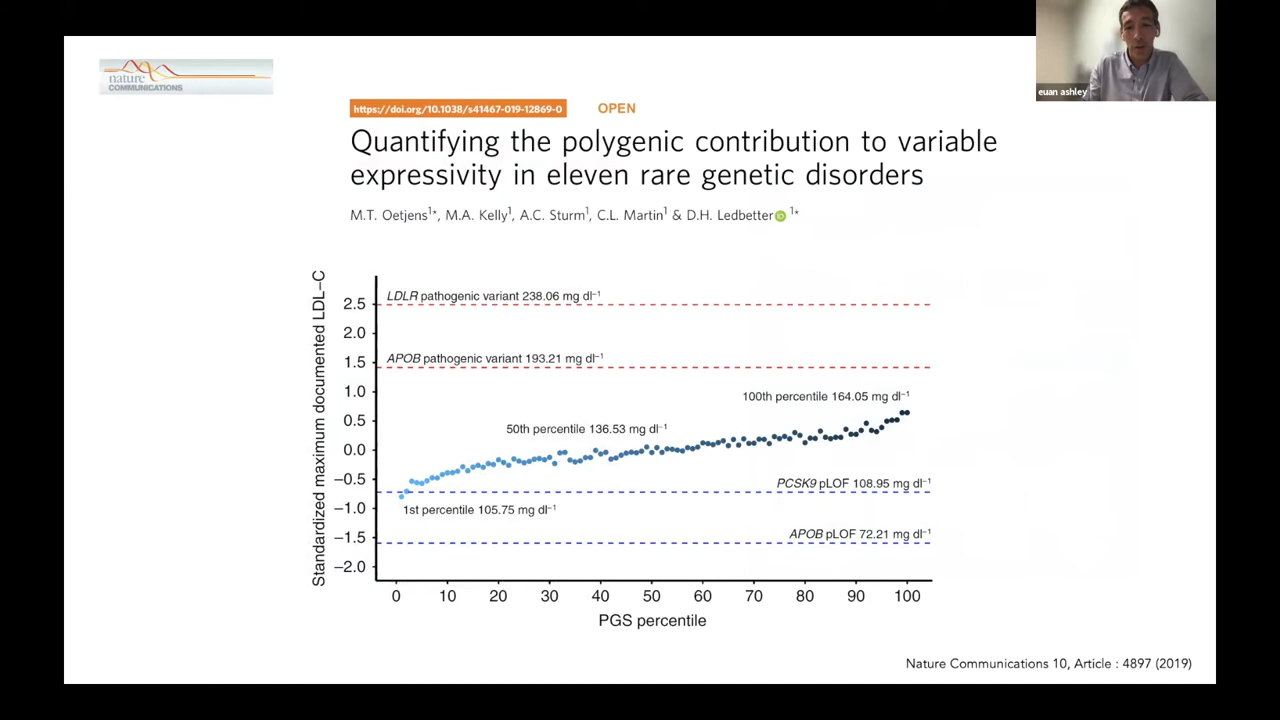 euan ashley
nature
COMMUNICATIONS
https://doi.org/10.1038/s41467-019-12869-0 OPEN
Quantifying the polygenic contribution to variable
expressivity in eleven rare genetic disorders
M.T. Oetjens¹*, M.A. Kelly¹, A.C. Sturm¹, C.L. Martin¹ & D.H. Ledbetter iD ¹*
Standardized maximum documented LDL–C
2.5
2.0
1.5
1.0
0.5
0.0
−0.5
−1.0
−1.5
−2.0
LDLR pathogenic variant 238.06 mg dl⁻¹
APOB pathogenic variant 193.21 mg dl⁻¹
100th percentile 164.05 mg dl⁻¹
50th percentile 136.53 mg dl⁻¹
PCSK9 pLOF 108.95 mg dl⁻¹
1st percentile 105.75 mg dl⁻¹
APOB pLOF 72.21 mg dl⁻¹
0 10 20 30 40 50 60 70 80 90 100
PGS percentile
Nature Communications 10, Article : 4897 (2019)